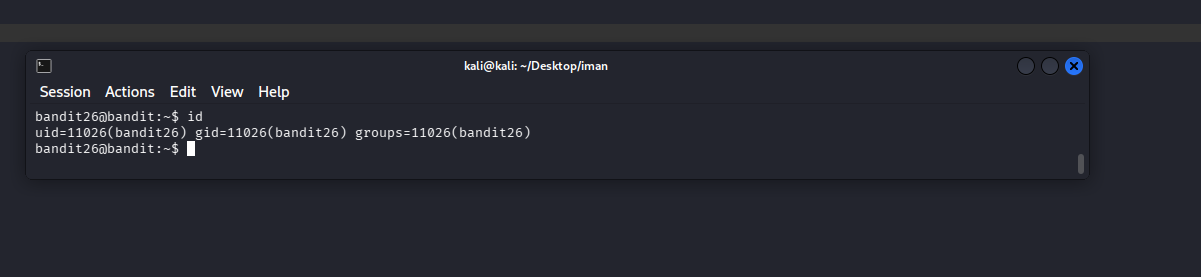 kali@kali: ~/Desktop/iman
Session Actions Edit View Help
bandit26@bandit:~$ id
uid=11026(bandit26) gid=11026(bandit26) groups=11026(bandit26)
bandit26@bandit:~$